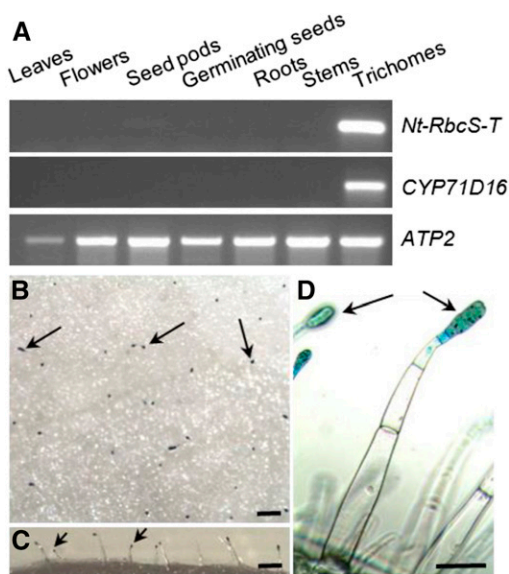 A
Leaves
Flowers
Seed pods
Germinating seeds
Roots
Stems
Trichomes
Nt-RbcS-T
CYP71D16
ATP2
B
D
C